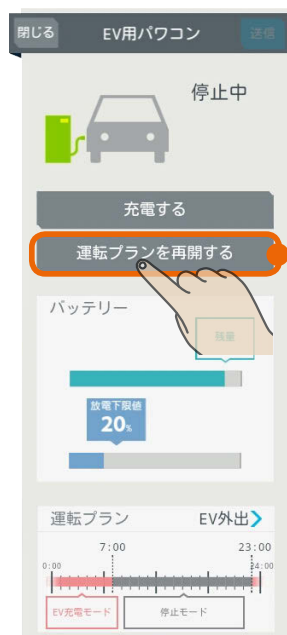 閉じる EV用パワコン 送信
停止中
充電する
運転プランを再開する
バッテリー
残量
放電下限値
20%
運転プラン EV外出
7:00 23:00
0:00 24:00
EV充電モード 停止モード